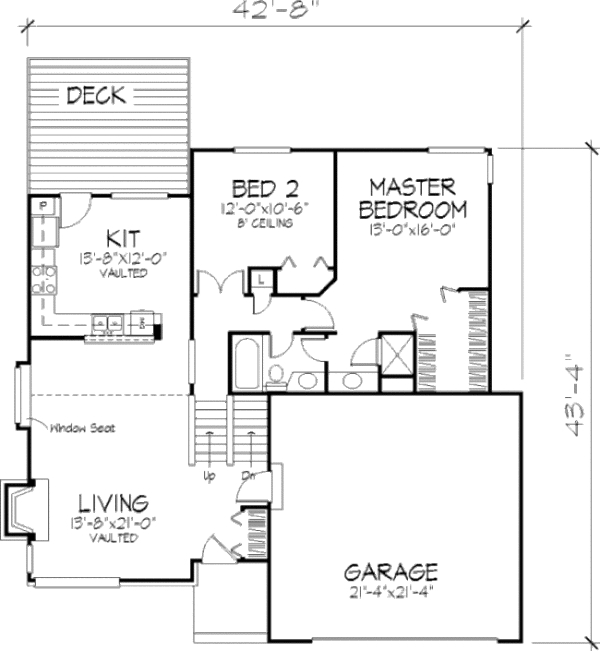 42'-8"
DECK
BED 2
12'-0"x10'-6"
8' CEILING
MASTER
BEDROOM
13'-0"x16'-0"
P
KIT
13'-8"x12'-0"
VAULTED
L
43'-4"
Window Seat
Up
Dn
LIVING
13'-8"x21'-0"
VAULTED
GARAGE
21'-4"x21'-4"